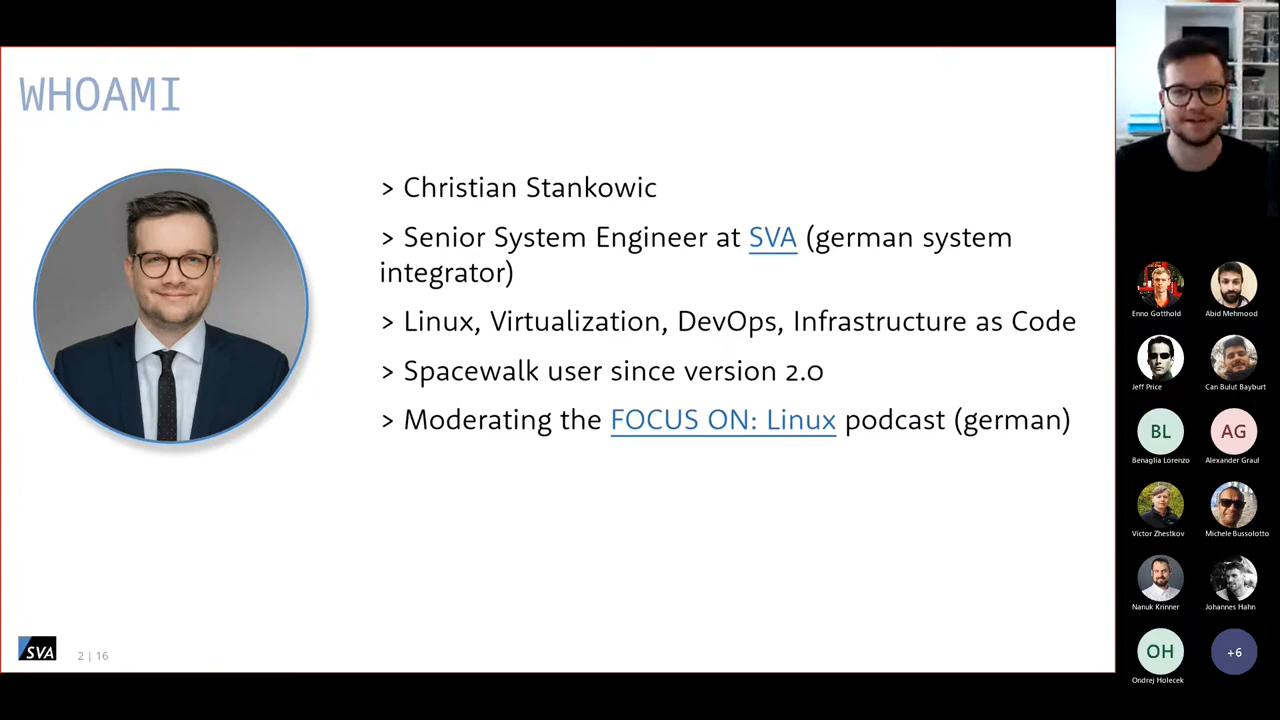 WHOAMI
> Christian Stankowic
> Senior System Engineer at SVA (german system
integrator)
> Linux, Virtualization, DevOps, Infrastructure as Code
> Spacewalk user since version 2.0
> Moderating the FOCUS ON: Linux podcast (german)
SVA
2 | 16
Enno Gotthold
Abid Mehmood
Jeff Price
Can Bulut Bayburt
BL
AG
Benaglia Lorenzo
Alexander Graul
Victor Zhestkov
Michele Bussolotto
Nanuk Krinner
Johannes Hahn
OH
+6
Ondrej Holecek